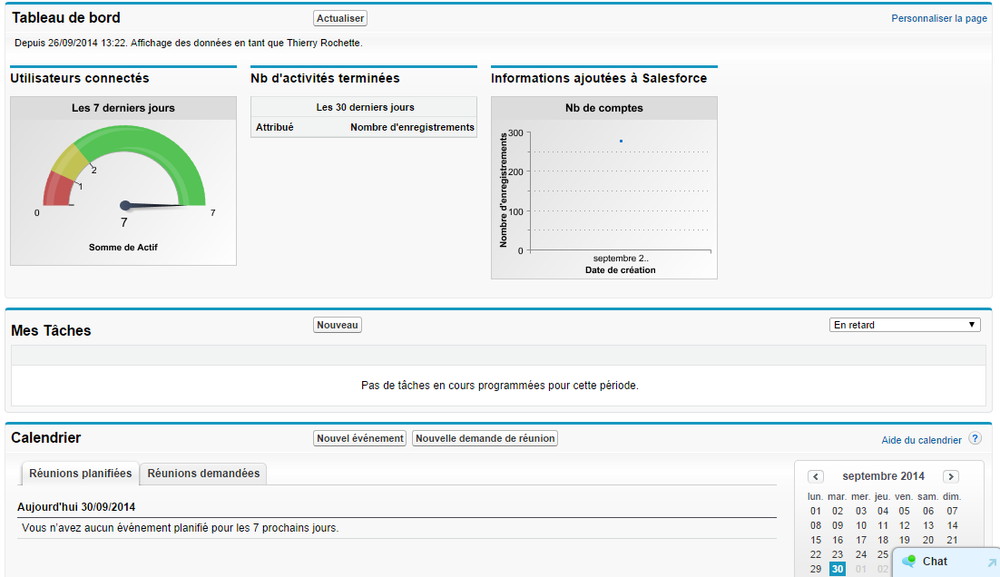 Tableau de bord
Actualiser
Personnaliser la page
Depuis 26/09/2014 13:22. Affichage des données en tant que Thierry Rochette.
Utilisateurs connectés
Les 7 derniers jours
2
1
0
7
7
Somme de Actif
Nb d'activités terminées
Les 30 derniers jours
Attribué Nombre d'enregistrements
Informations ajoutées à Salesforce
Nb de comptes
Nombre d'enregistrements
300
200
100
0
septembre 2..
Date de création
Mes Tâches
Nouveau
En retard
Pas de tâches en cours programmées pour cette période.
Calendrier
Nouvel événement
Nouvelle demande de réunion
Aide du calendrier ?
Réunions planifiées
Réunions demandées
Aujourd'hui 30/09/2014
Vous n'avez aucun événement planifié pour les 7 prochains jours.
septembre 2014
lun. mar. mer. jeu. ven. sam. dim.
01 02 03 04 05 06 07
08 09 10 11 12 13 14
15 16 17 18 19 20 21
22 23 24 25
29 30 01 02
Chat